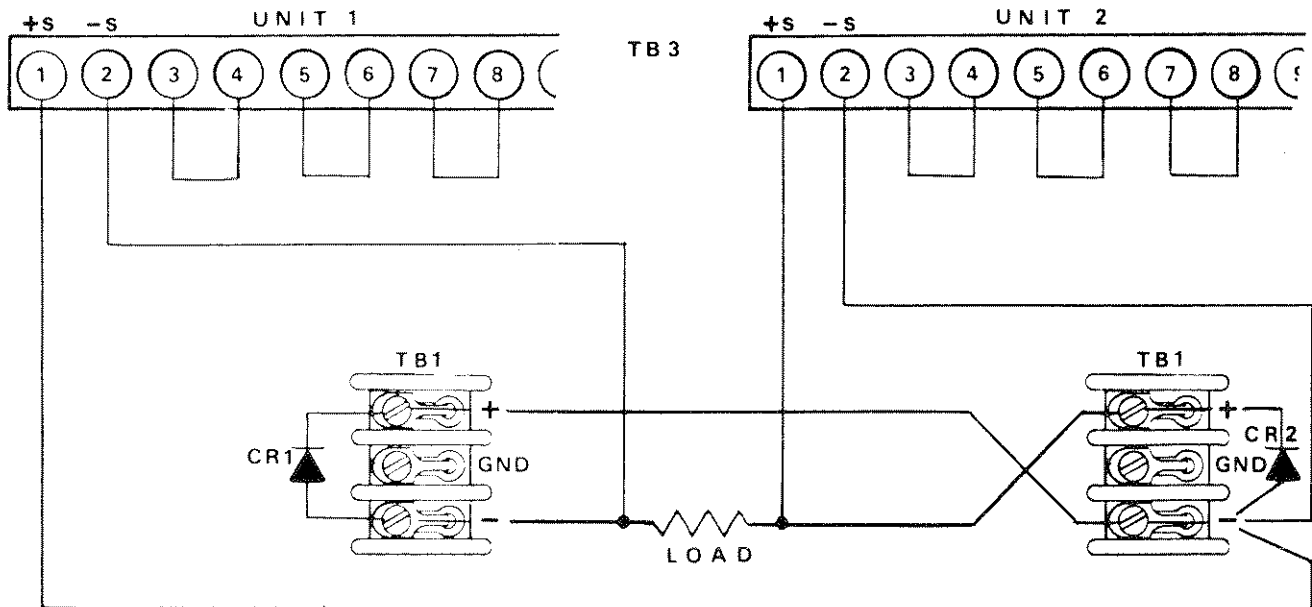 UNIT 1
UNIT 2
+S -S
TB3
+S -S
1 2 3 4 5 6 7 8
1 2 3 4 5 6 7 8
TB1
TB1
+
+
CR1
GND
CR2
GND
-
-
LOAD